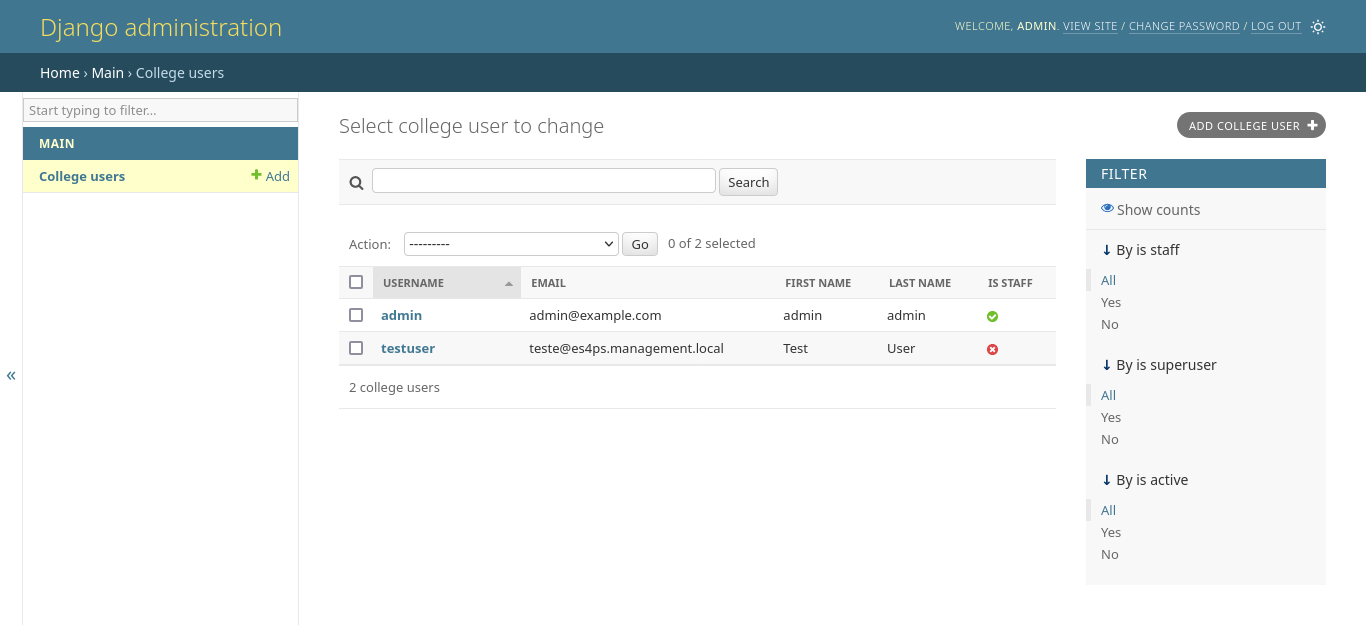 Django administration
WELCOME, ADMIN. VIEW SITE / CHANGE PASSWORD / LOG OUT
Home › Main › College users
Start typing to filter...
MAIN
College users
Add
«
Select college user to change
ADD COLLEGE USER
Search
Action: --------- Go 0 of 2 selected
USERNAME EMAIL FIRST NAME LAST NAME IS STAFF
admin admin@example.com admin admin
testuser teste@es4ps.management.local Test User
2 college users
FILTER
Show counts
↓ By is staff
All
Yes
No
↓ By is superuser
All
Yes
No
↓ By is active
All
Yes
No